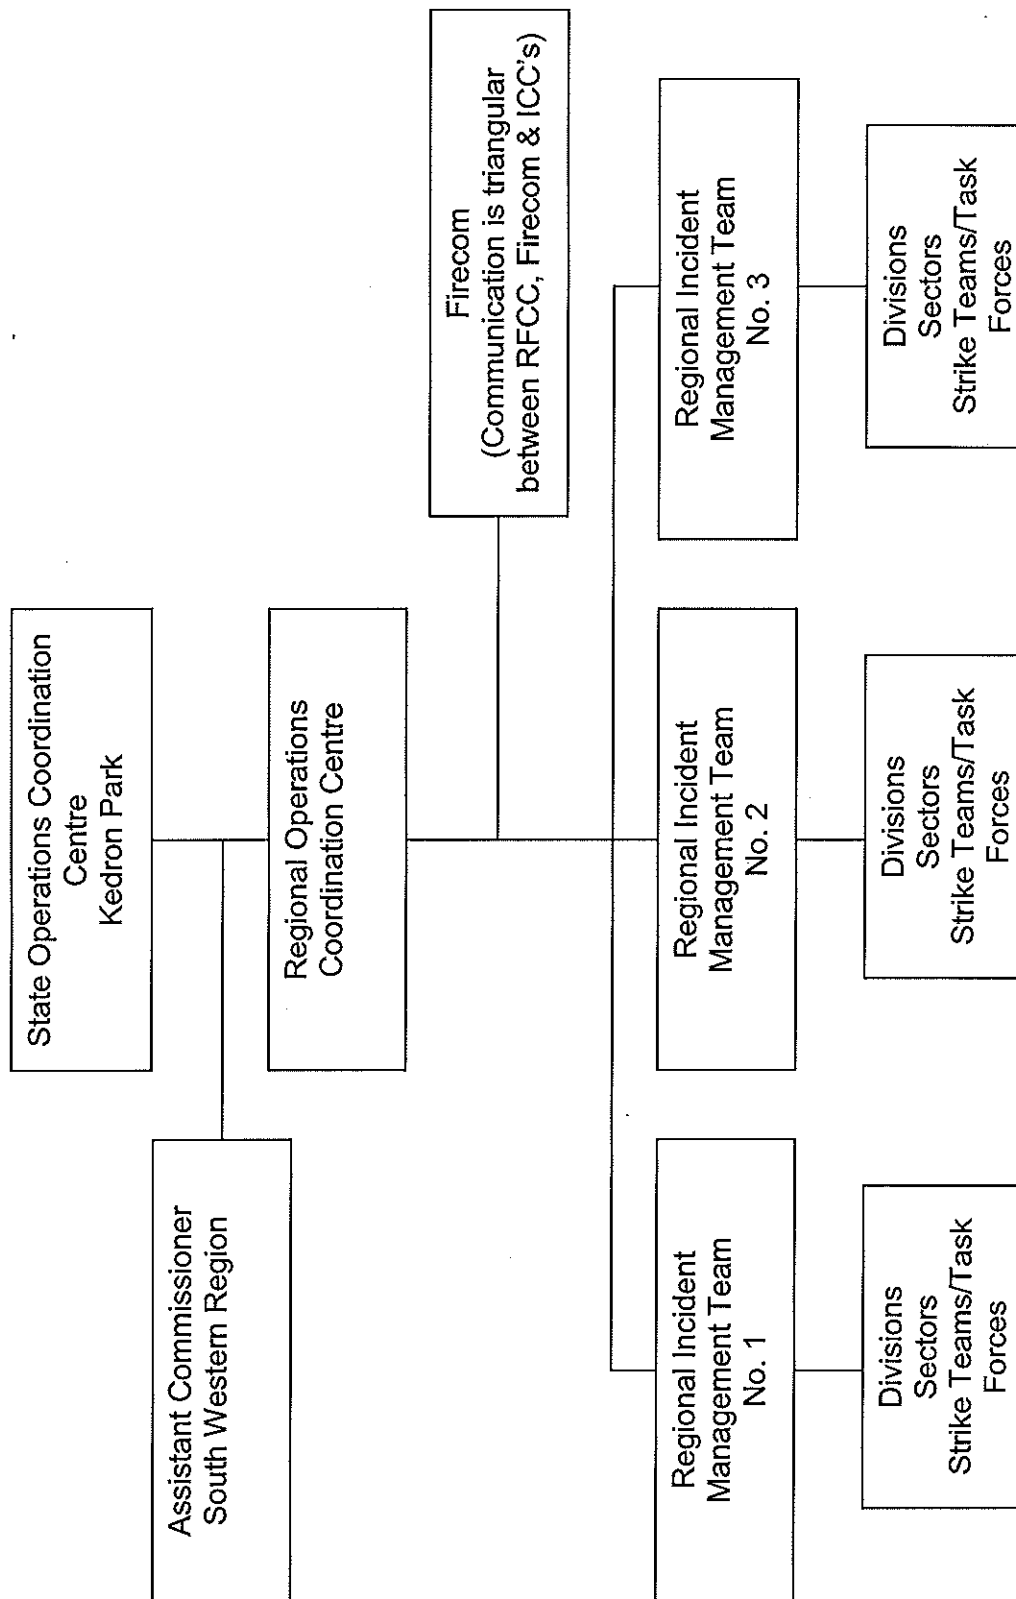 State Operations Coordination
Centre
Kedron Park
Assistant Commissioner
South Western Region
Regional Operations
Coordination Centre
Firecom
(Communication is triangular
between RFCC, Firecom & ICC's)
Regional Incident
Management Team
No. 1
Regional Incident
Management Team
No. 2
Regional Incident
Management Team
No. 3
Divisions
Sectors
Strike Teams/Task
Forces
Divisions
Sectors
Strike Teams/Task
Forces
Divisions
Sectors
Strike Teams/Task
Forces